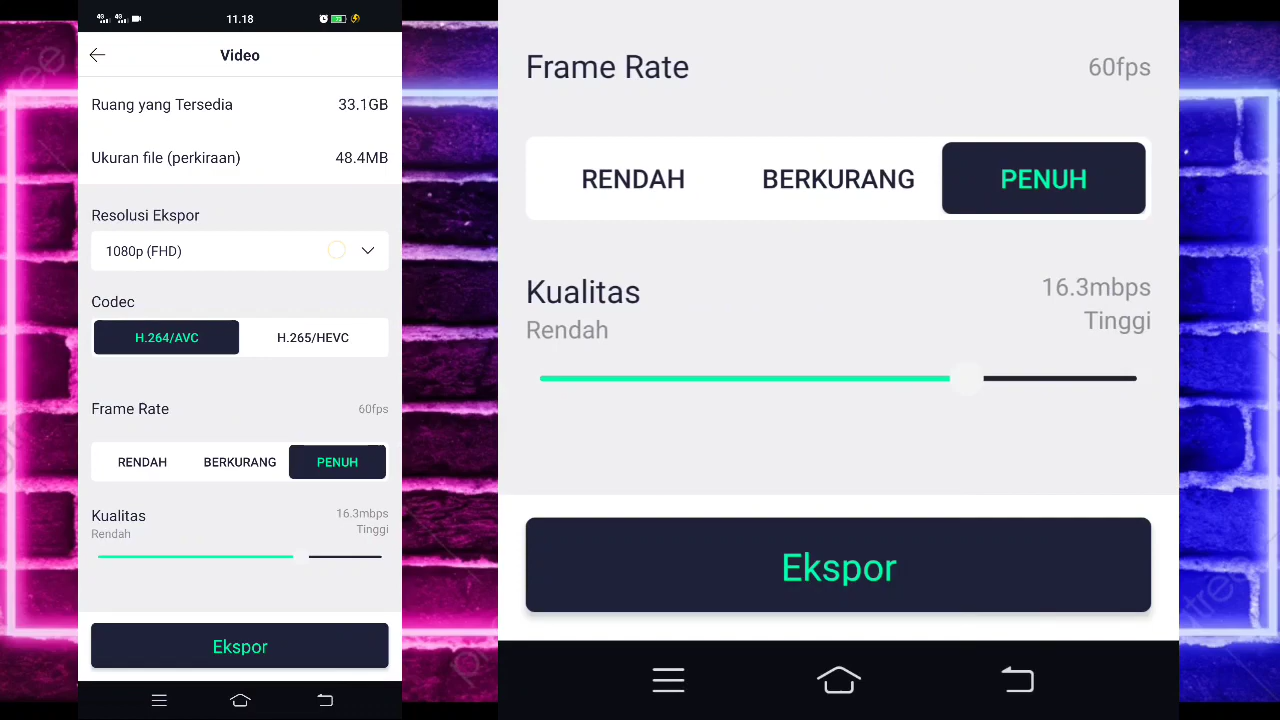 11.18
Video
Ruang yang Tersedia 33.1GB
Ukuran file (perkiraan) 48.4MB
Resolusi Ekspor
1080p (FHD)
Codec
H.264/AVC H.265/HEVC
Frame Rate 60fps
RENDAH BERKURANG PENUH
Kualitas 16.3mbps
Rendah Tinggi
Ekspor
Frame Rate 60fps
RENDAH BERKURANG PENUH
Kualitas 16.3mbps
Rendah Tinggi
Ekspor